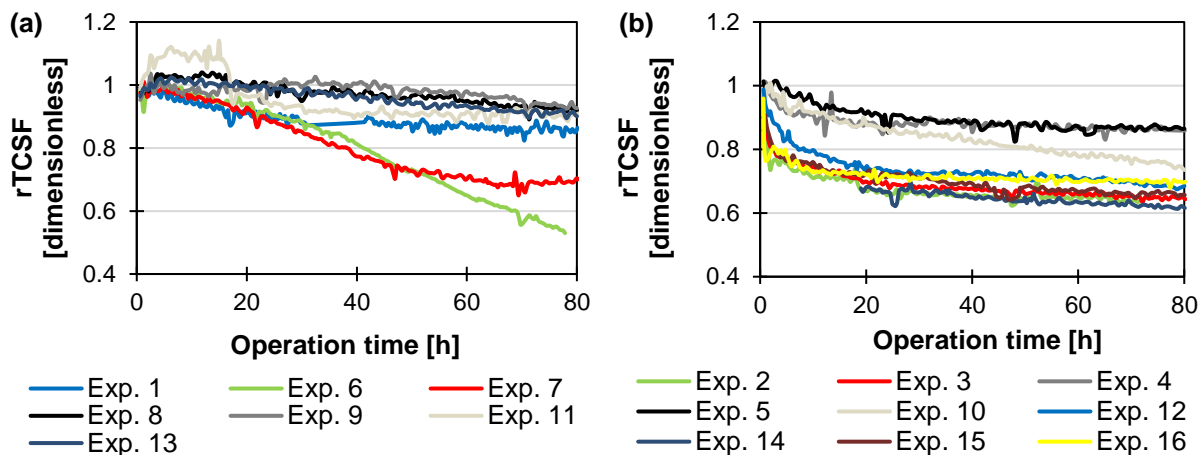 (a)
rTCSF
[dimensionless]
1.2
1
0.8
0.6
0.4
0 20 40 60 80
Operation time [h]
Exp. 1 Exp. 6 Exp. 7
Exp. 8 Exp. 9 Exp. 11
Exp. 13
(b)
rTCSF
[dimensionless]
1.2
1
0.8
0.6
0.4
0 20 40 60 80
Operation time [h]
Exp. 2 Exp. 3 Exp. 4
Exp. 5 Exp. 10 Exp. 12
Exp. 14 Exp. 15 Exp. 16